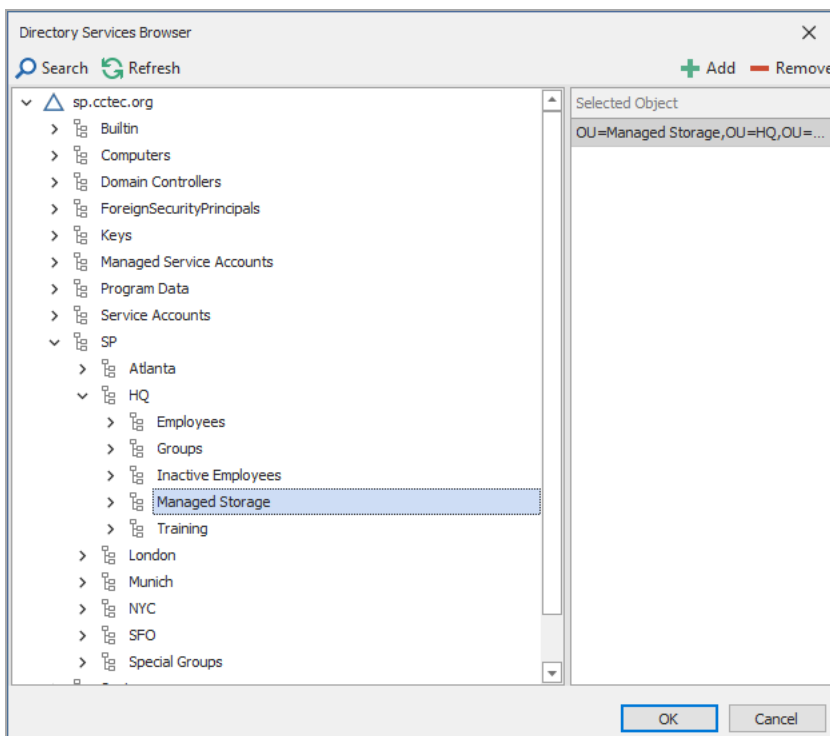 Directory Services Browser
Search Refresh Add Remove
sp.cctec.org
Builtin
Computers
Domain Controllers
ForeignSecurityPrincipals
Keys
Managed Service Accounts
Program Data
Service Accounts
SP
Atlanta
HQ
Employees
Groups
Inactive Employees
Managed Storage
Training
London
Munich
NYC
SFO
Special Groups
Selected Object
OU=Managed Storage,OU=HQ,OU=...
OK Cancel